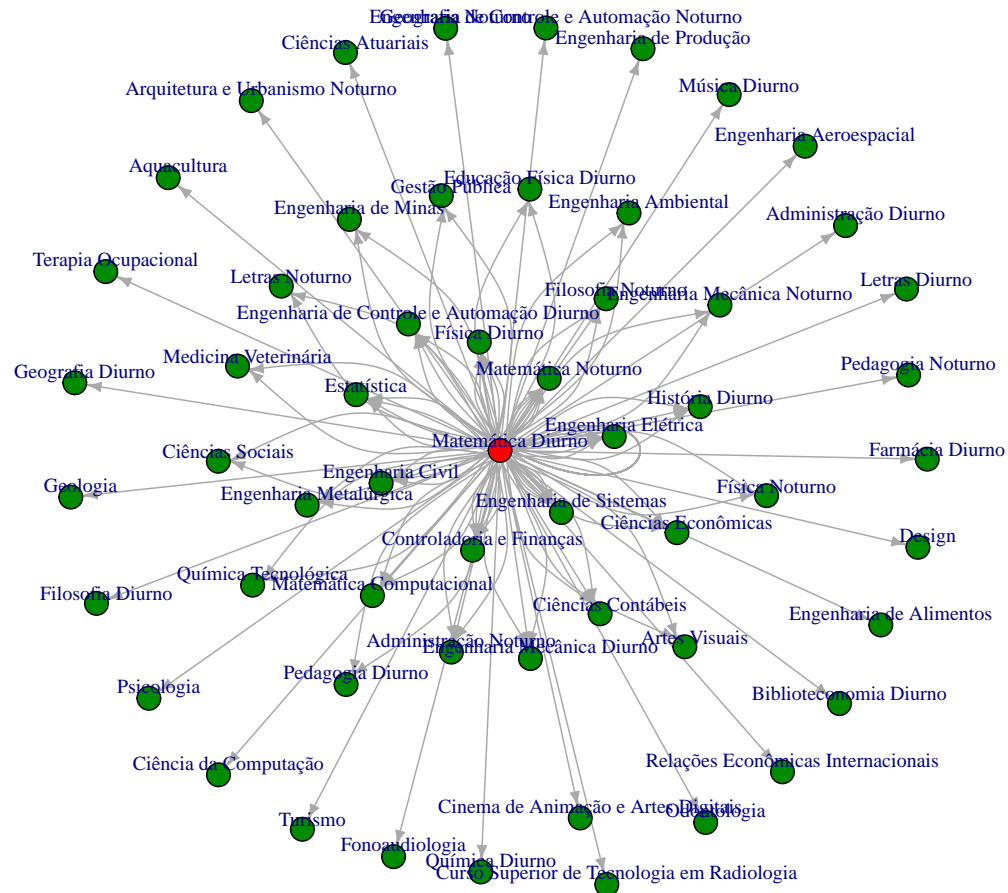 Geografia Noturno
Engenharia de Controle e Automação Noturno
Ciências Atuariais
Engenharia de Produção
Arquitetura e Urbanismo Noturno
Música Diurno
Engenharia Aeroespacial
Aquacultura
Gestão Pública
Educação Física Diurno
Engenharia de Minas
Engenharia Ambiental
Administração Diurno
Terapia Ocupacional
Letras Noturno
Filosofia Noturno
Engenharia Mecânica Noturno
Letras Diurno
Engenharia de Controle e Automação Diurno
Física Diurno
Geografia Diurno
Medicina Veterinária
Estatística
Matemática Noturno
Pedagogia Noturno
História Diurno
Engenharia Elétrica
Matemática Diurno
Farmácia Diurno
Ciências Sociais
Engenharia Civil
Geologia
Engenharia Metalúrgica
Engenharia de Sistemas
Física Noturno
Ciências Econômicas
Design
Controladoria e Finanças
Química Tecnológica
Matemática Computacional
Filosofia Diurno
Ciências Contábeis
Engenharia de Alimentos
Administração Noturno
Engenharia Mecânica Diurno
Artes Visuais
Pedagogia Diurno
Psicologia
Biblioteconomia Diurno
Ciência da Computação
Relações Econômicas Internacionais
Turismo
Cinema de Animação e Artes Digitais
Odontologia
Fonoaudiologia
Química Diurno
Curso Superior de Tecnologia em Radiologia